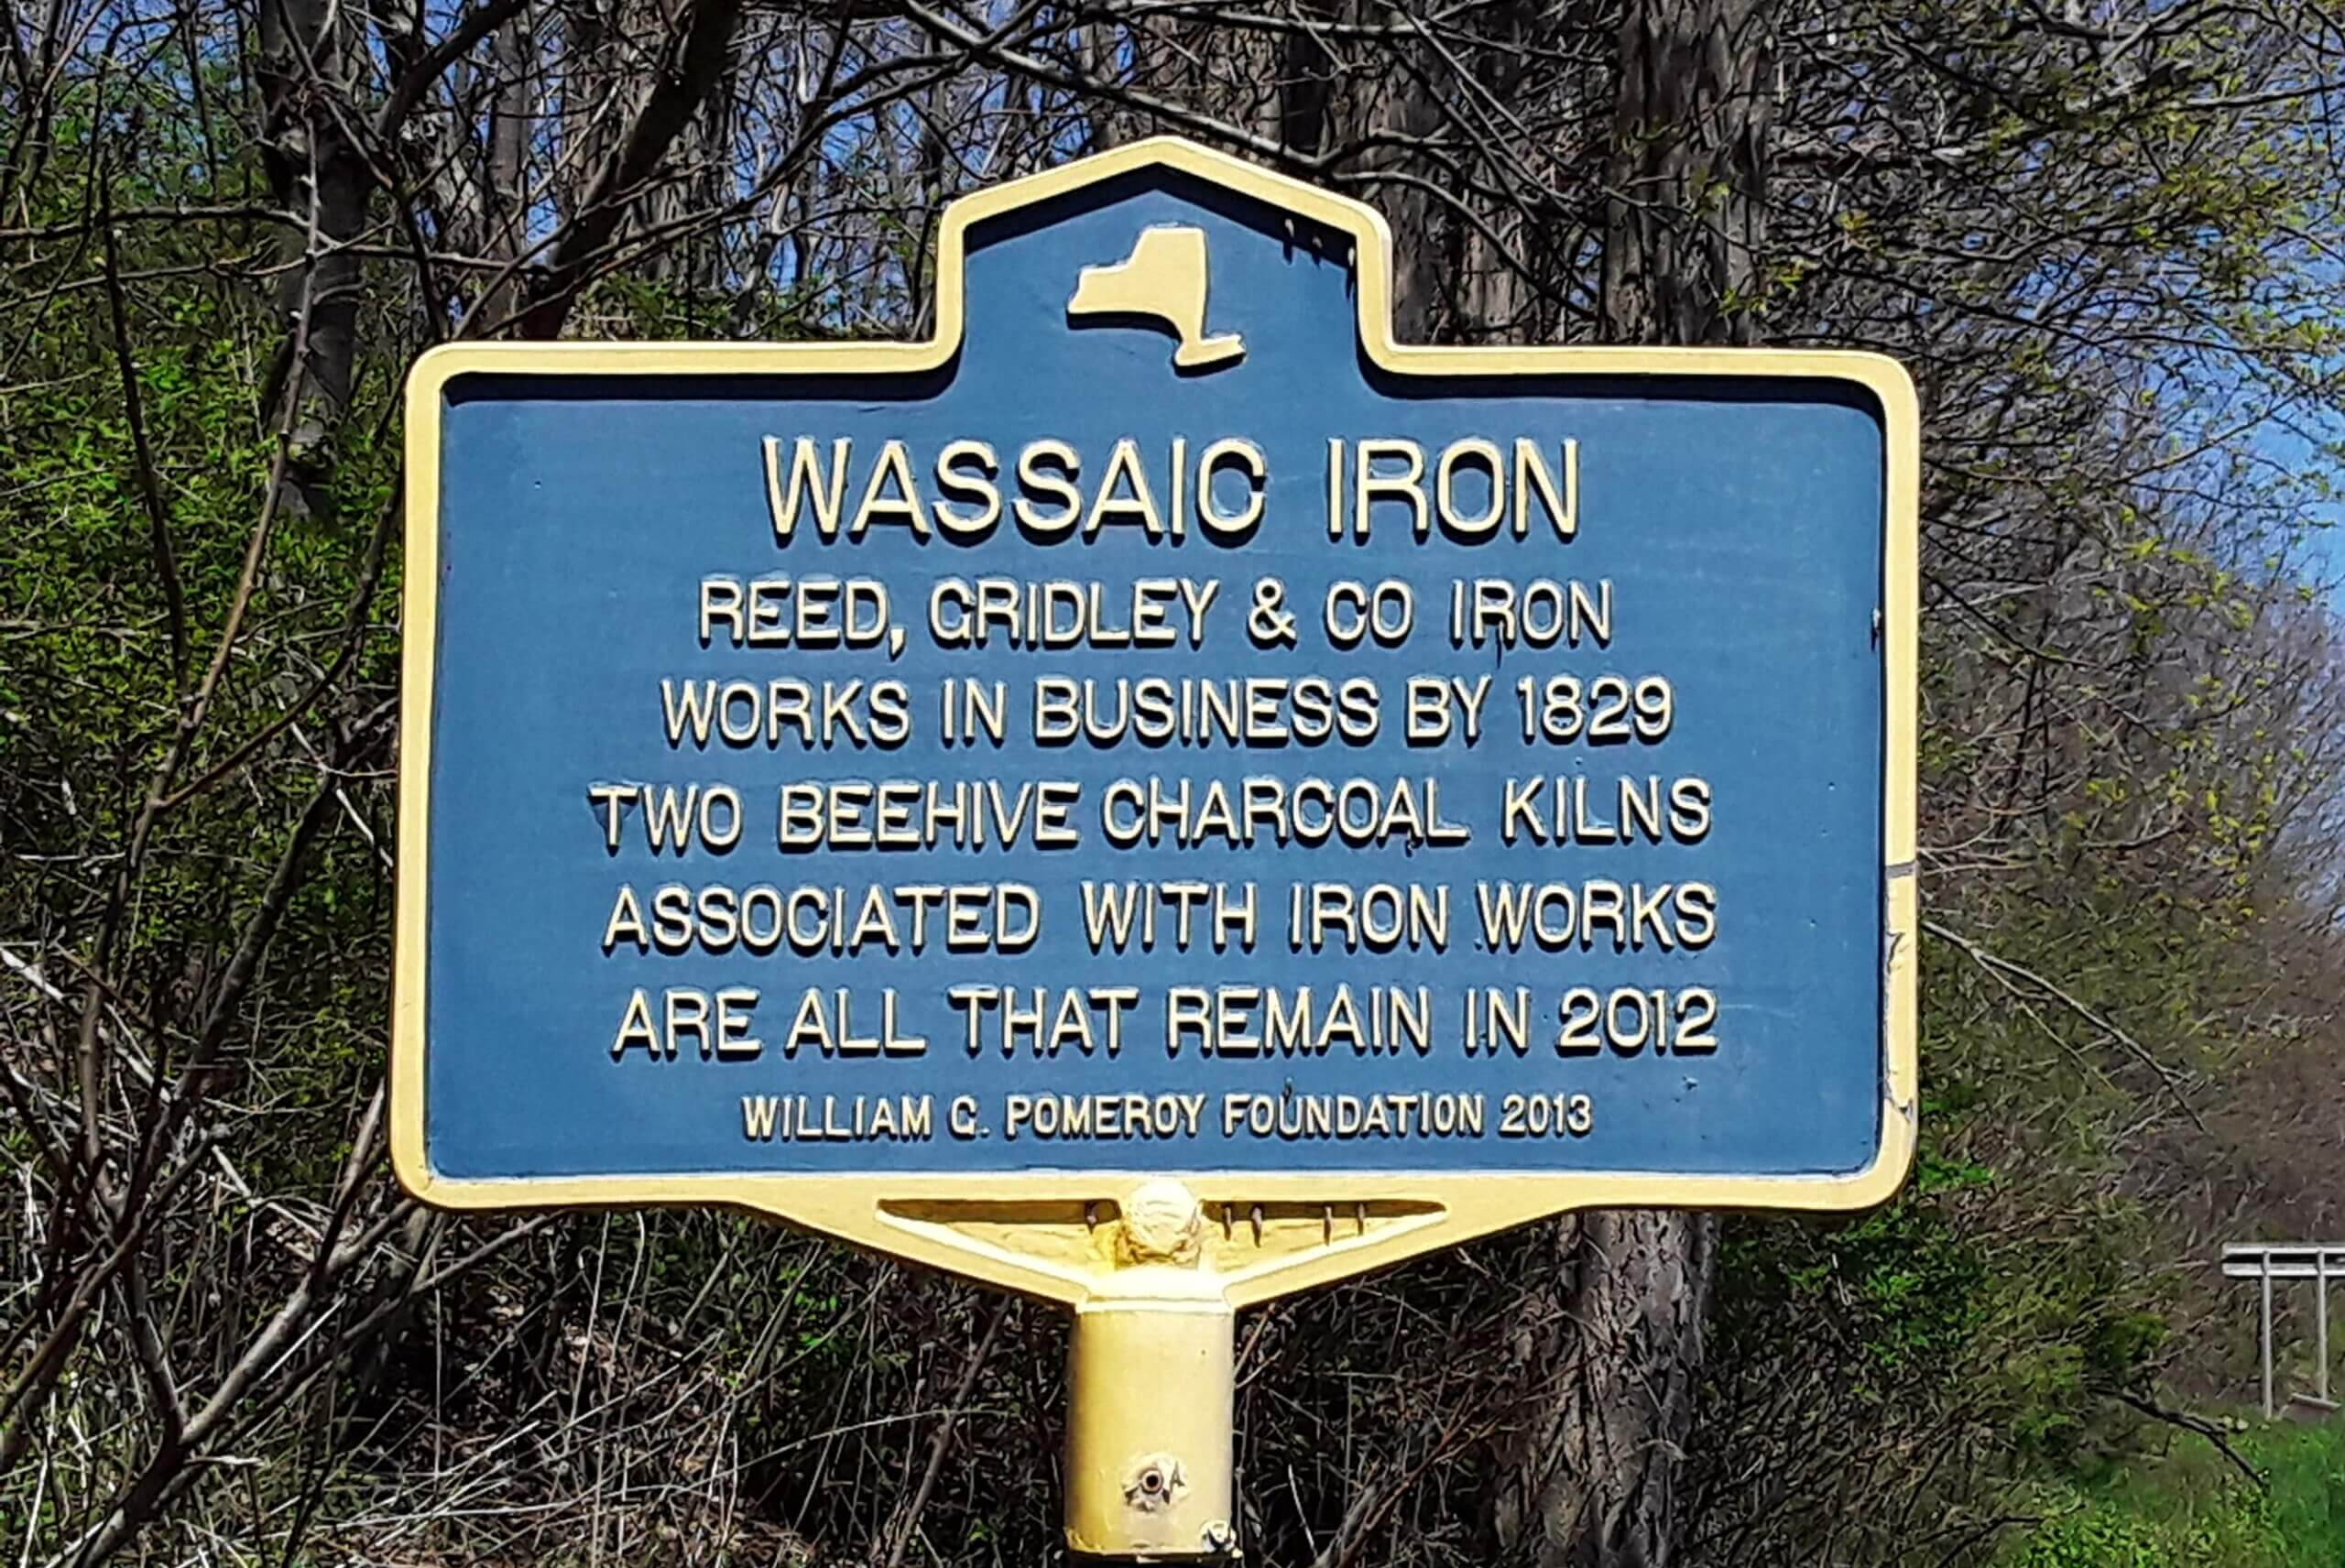 WASSAIC IRON
REED, GRIDLEY & CO IRON
WORKS IN BUSINESS BY 1829
TWO BEEHIVE CHARCOAL KILNS
ASSOCIATED WITH IRON WORKS
ARE ALL THAT REMAIN IN 2012
WILLIAM G. POMEROY FOUNDATION 2013